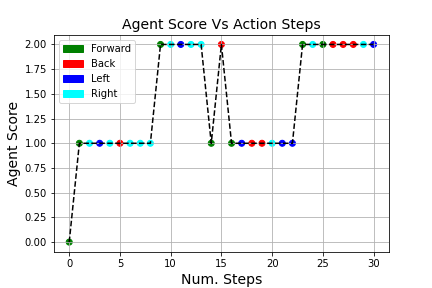 Agent Score Vs Action Steps
Agent Score
2.00
1.75
1.50
1.25
1.00
0.75
0.50
0.25
0.00
Forward
Back
Left
Right
0 5 10 15 20 25 30
Num. Steps